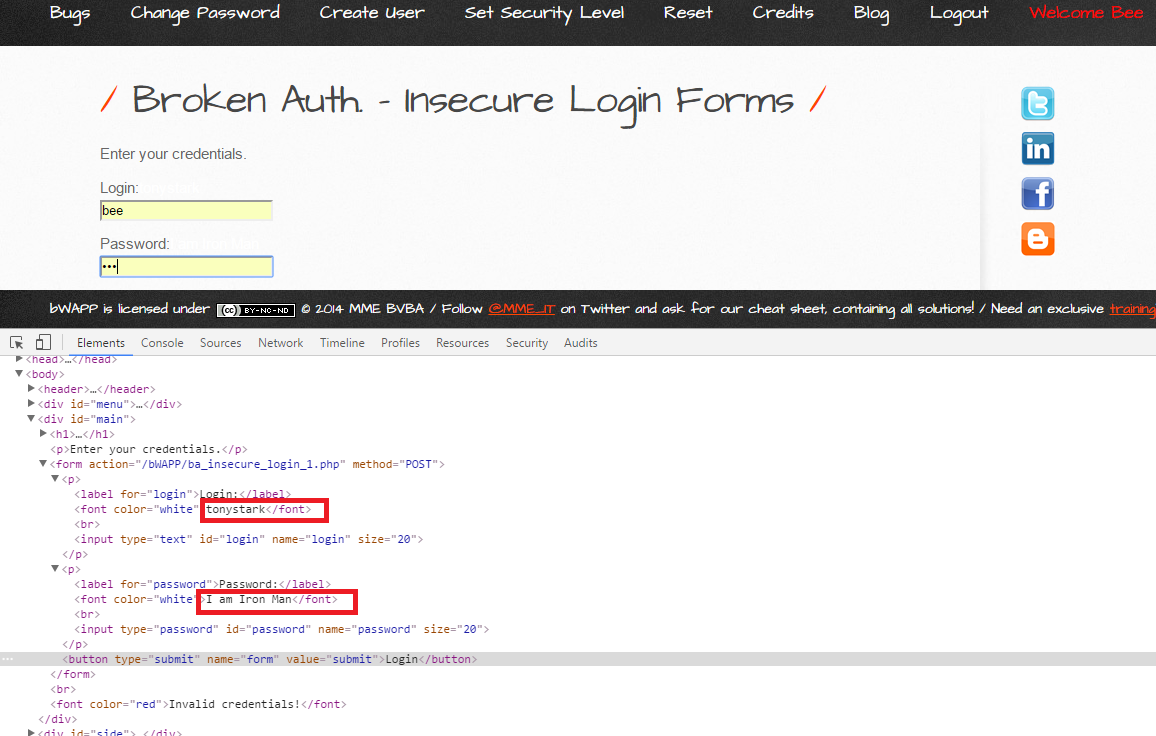 Bugs Change Password Create User Set Security Level Reset Credits Blog Logout Welcome Bee
/ Broken Auth. - Insecure Login Forms /
Enter your credentials.
Login: tonystark
bee
Password: I am Iron Man
•••
bWAPP is licensed under (cc) BY-NC-ND © 2014 MME BVBA / Follow @MME_IT on Twitter and ask for our cheat sheet, containing all solutions! / Need an exclusive training
Elements Console Sources Network Timeline Profiles Resources Security Audits
<head>…</head>
<body>
<header>…</header>
<div id="menu">…</div>
<div id="main">
<h1>…</h1>
<p>Enter your credentials.</p>
<form action="/bWAPP/ba_insecure_login_1.php" method="POST">
<p>
<label for="login">Login:</label>
<font color="white">tonystark</font>
<br>
<input type="text" id="login" name="login" size="20">
</p>
<p>
<label for="password">Password:</label>
<font color="white">I am Iron Man</font>
<br>
<input type="password" id="password" name="password" size="20">
</p>
<button type="submit" name="form" value="submit">Login</button>
</form>
<br>
<font color="red">Invalid credentials!</font>
</div>
<div id="side">…</div>